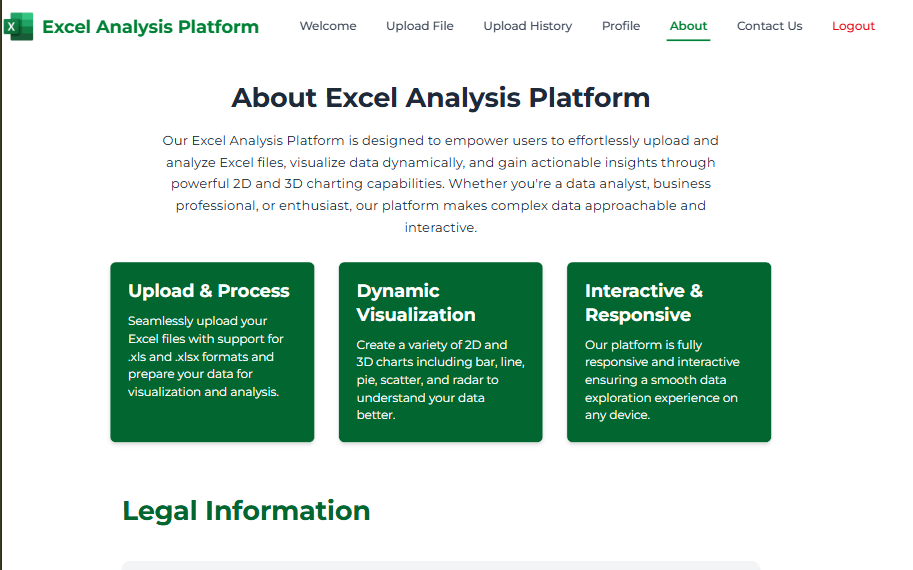 X
Excel Analysis Platform
Welcome
Upload File
Upload History
Profile
About
Contact Us
Logout
About Excel Analysis Platform
Our Excel Analysis Platform is designed to empower users to effortlessly upload and
analyze Excel files, visualize data dynamically, and gain actionable insights through
powerful 2D and 3D charting capabilities. Whether you're a data analyst, business
professional, or enthusiast, our platform makes complex data approachable and
interactive.
Upload & Process
Seamlessly upload your
Excel files with support for
.xls and .xlsx formats and
prepare your data for
visualization and analysis.
Dynamic
Visualization
Create a variety of 2D and
3D charts including bar, line,
pie, scatter, and radar to
understand your data
better.
Interactive &
Responsive
Our platform is fully
responsive and interactive
ensuring a smooth data
exploration experience on
any device.
Legal Information